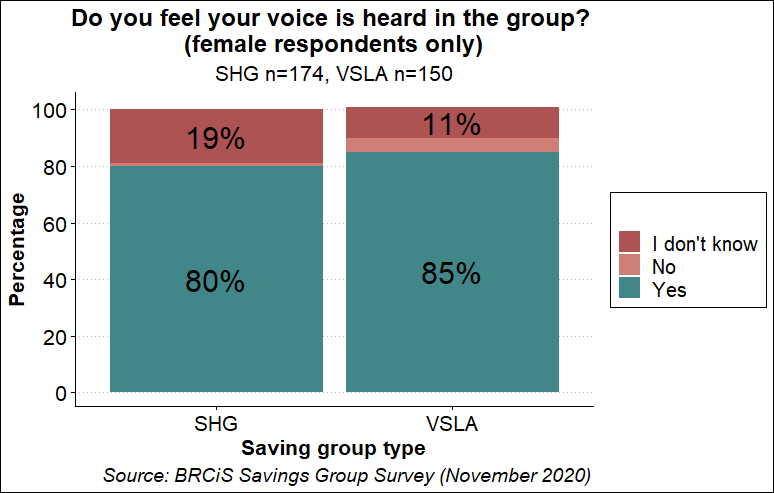 Do you feel your voice is heard in the group?
(female respondents only)
SHG n=174, VSLA n=150
Percentage
100
80
60
40
20
0
19%
80%
11%
85%
SHG
VSLA
Saving group type
Source: BRCiS Savings Group Survey (November 2020)
I don't know
No
Yes